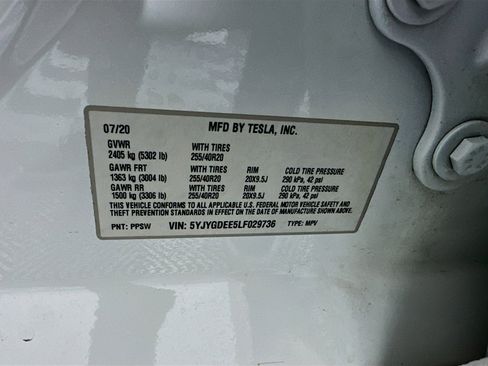 07/20 MFD BY TESLA, INC.
GVWR WITH TIRES
2405 kg (5302 lb) 255/40R20
GAWR FRT WITH TIRES RIM COLD TIRE PRESSURE
1363 kg (3004 lb) 255/40R20 20X9.5J 290 kPa, 42 psi
GAWR RR WITH TIRES RIM COLD TIRE PRESSURE
1500 kg (3306 lb) 255/40R20 20X9.5J 290 kPa, 42 psi
THIS VEHICLE CONFORMS TO ALL APPLICABLE U.S. FEDERAL MOTOR VEHICLE SAFETY AND
THEFT PREVENTION STANDARDS IN EFFECT ON THE DATE OF MANUFACTURE SHOWN ABOVE.
PNT: PPSW VIN: 5YJYGDEE5LF029736 TYPE: MPV